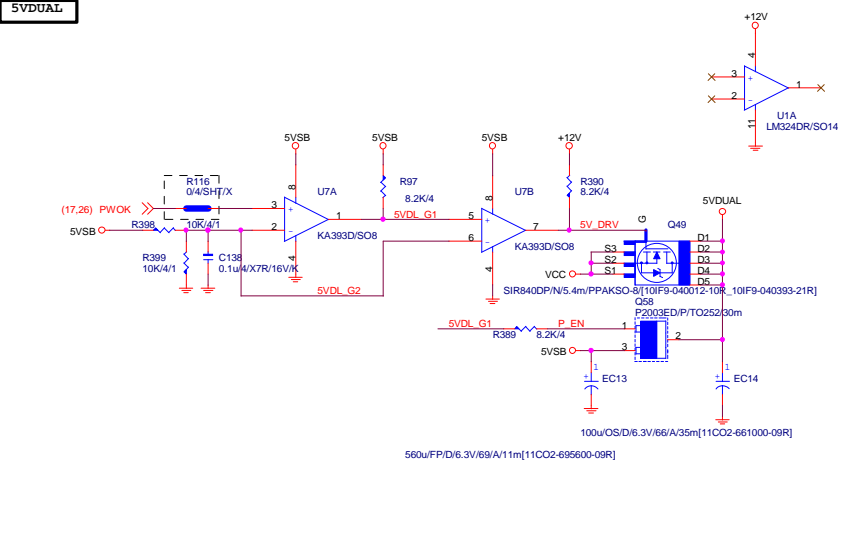 5VDUAL
+12V
4
3
+
1
2
−
11
U1A
LM324DR/SO14
5VSB
5VSB
5VSB
+12V
R116
0/4/SHT/X
8
U7A
R97
8.2K/4
8
U7B
R390
8.2K/4
5VDUAL
(17,26) PWOK
3
+
1
5VDL_G1
5
+
7
5V_DRV
G
Q49
R398
10K/4/1
5VSB
2
−
KA393D/SO8
6
−
KA393D/SO8
S3
S2
S1
D1
D2
D3
D4
D5
R399
10K/4/1
C138
0.1u/4/X7R/16V/K
4
4
VCC
5VDL_G2
SIR840DP/N/5.4m/PPAKSO-8/[10IF9-040012-10R_10IF9-040393-21R]
Q58
P2003ED/P/TO252/30m
5VDL_G1
R389
8.2K/4
P_EN
1
2
5VSB
3
1
+
EC13
1
+
EC14
100u/OS/D/6.3V/66/A/35m[11CO2-661000-09R]
560u/FP/D/6.3V/69/A/11m[11CO2-695600-09R]